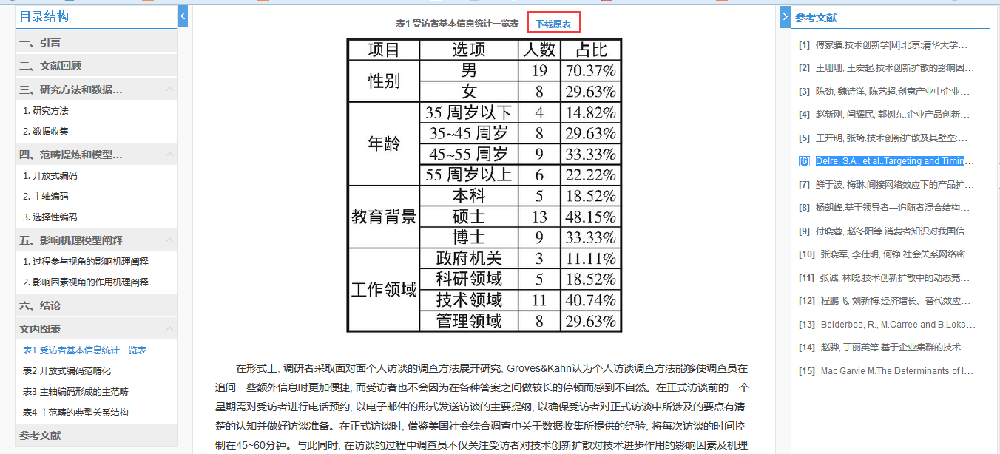 目录结构
一、引言
二、文献回顾
三、研究方法和数据...
1. 研究方法
2. 数据收集
四、范畴提炼和模型...
1. 开放式编码
2. 主轴编码
3. 选择性编码
五、影响机理模型阐释
1. 过程参与视角的影响机理阐释
2. 影响因素视角的作用机理阐释
六、结论
文内图表
表1 受访者基本信息统计一览表
表2 开放式编码范畴化
表3 主轴编码形成的主范畴
表4 主范畴的典型关系结构
参考文献
表1 受访者基本信息统计一览表 下载原表
项目 选项 人数 占比
性别 男 19 70.37%
女 8 29.63%
年龄 35 周岁以下 4 14.82%
35~45 周岁 8 29.63%
45~55 周岁 9 33.33%
55 周岁以上 6 22.22%
教育背景 本科 5 18.52%
硕士 13 48.15%
博士 9 33.33%
工作领域 政府机关 3 11.11%
科研领域 5 18.52%
技术领域 11 40.74%
管理领域 8 29.63%
在形式上, 调研者采取面对面个人访谈的调查方法展开研究, Groves&Kahn认为个人访谈调查方法能够使调查员在
追问一些额外信息时更加便捷, 而受访者也不会因为在各种答案之间做较长的停顿而感到不自然。在正式访谈前的一个
星期需对受访者进行电话预约, 以电子邮件的形式发送访谈的主要提纲, 以确保受访者对正式访谈中所涉及的要点有清
楚的认知并做好访谈准备。在正式访谈时, 借鉴美国社会综合调查中关于数据收集所提供的经验, 将每次访谈的时间控
制在45~60分钟。与此同时, 在访谈的过程中调查员不仅关注受访者对技术创新扩散对技术进步作用的影响因素及机理
参考文献
[1] 傅家骥.技术创新学[M].北京:清华大学...
[2] 王珊珊, 王宏起.技术创新扩散的影响因...
[3] 陈劲, 魏诗洋, 陈艺超.创意产业中企业...
[4] 赵新刚, 闫耀民, 郭树东.企业产品创新...
[5] 王开明, 张琦.技术创新扩散及其壁垒:...
[6] Delre, S.A., et al..Targeting and Timin...
[7] 鲜于波, 梅琳.间接网络效应下的产品扩...
[8] 杨朝峰.基于领导者—追随者混合结构...
[9] 付晓蓉, 赵冬阳等.消费者知识对我国信...
[10] 张晓军, 李仕明, 何铮.社会关系网络密...
[11] 张诚, 林晓.技术创新扩散中的动态竞...
[12] 程鹏飞, 刘新梅.经济增长、替代效应...
[13] Belderbos, R., M.Carree and B.Loks...
[14] 赵骅, 丁丽英等.基于企业集群的技术...
[15] Mac Garvie M.The Determinants of I...